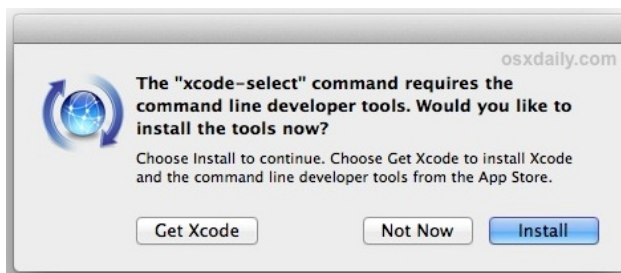 osxdaily.com
The "xcode-select" command requires the
command line developer tools. Would you like to
install the tools now?
Choose Install to continue. Choose Get Xcode to install Xcode
and the command line developer tools from the App Store.
Get Xcode
Not Now
Install